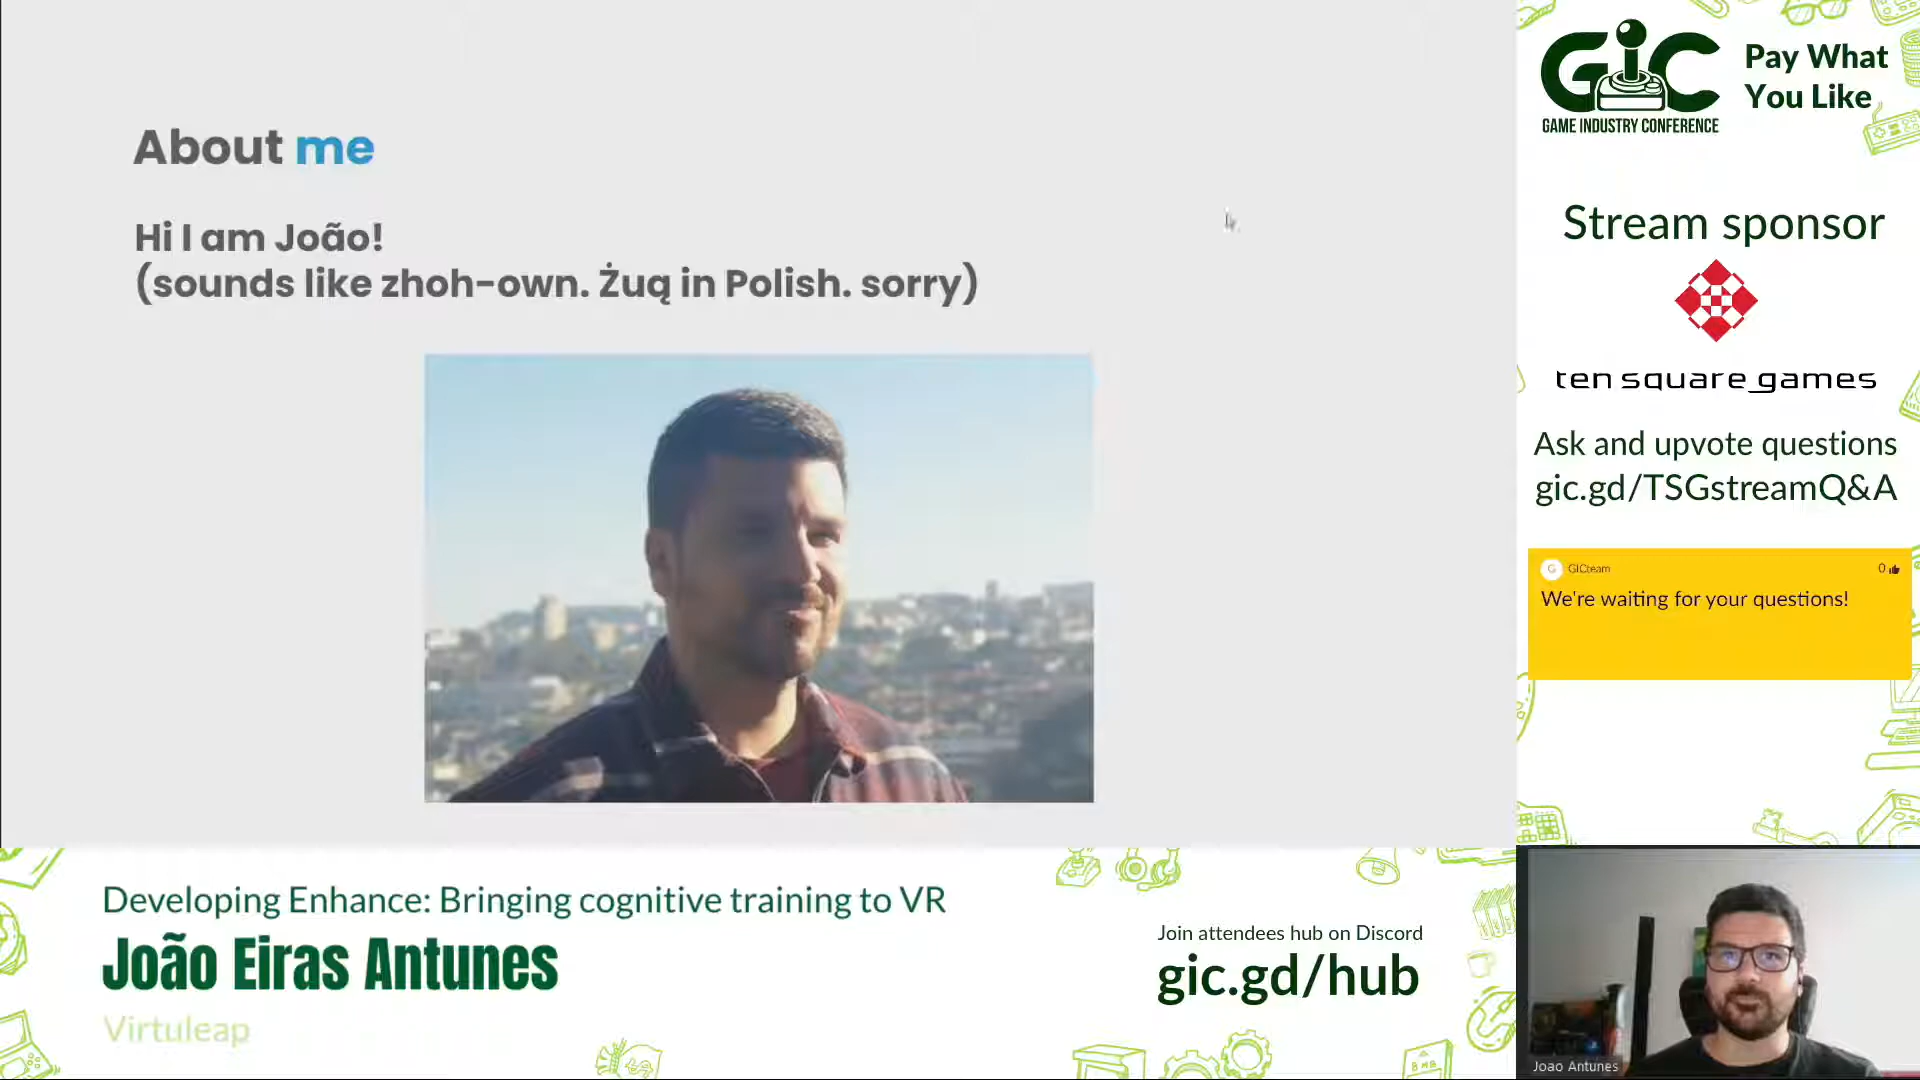 About me
Hi I am João!
(sounds like zhoh-own. Żuą in Polish. sorry)
GIC
GAME INDUSTRY CONFERENCE
Pay What
You Like
Stream sponsor
ten square_games
Ask and upvote questions
gic.gd/TSGstreamQ&A
G
GICteam
0
We're waiting for your questions!
Developing Enhance: Bringing cognitive training to VR
João Eiras Antunes
Virtuleap
Join attendees hub on Discord
gic.gd/hub
Joao Antunes